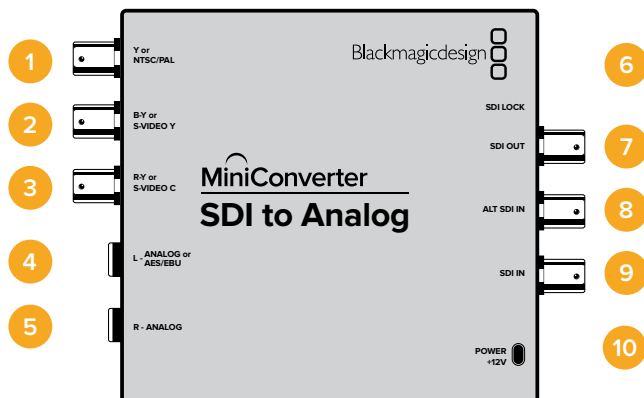 1
Y or
NTSC/PAL
2
B-Y or
S-VIDEO Y
3
R-Y or
S-VIDEO C
4
L - ANALOG or
AES/EBU
5
R - ANALOG
Blackmagicdesign
MiniConverter
SDI to Analog
6
SDI LOCK
7
SDI OUT
8
ALT SDI IN
9
SDI IN
10
POWER
+12V